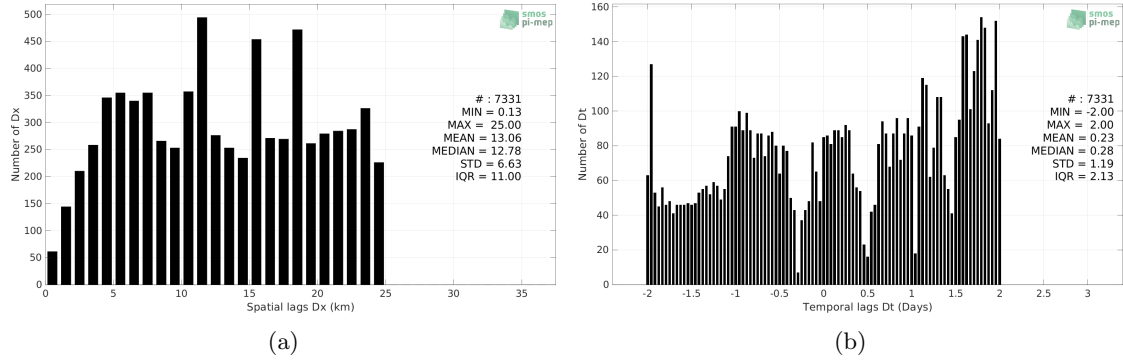 500
450
400
350
300
250
200
150
100
50
0
Number of Dx
0 5 10 15 20 25 30 35
Spatial lags Dx (km)
smos
pi-mep
# : 7331
MIN = 0.13
MAX = 25.00
MEAN = 13.06
MEDIAN = 12.78
STD = 6.63
IQR = 11.00
(a)
160
140
120
100
80
60
40
20
0
Number of Dt
-2 -1.5 -1 -0.5 0 0.5 1 1.5 2 2.5 3
Temporal lags Dt (Days)
smos
pi-mep
# : 7331
MIN = -2.00
MAX = 2.00
MEAN = 0.23
MEDIAN = 0.28
STD = 1.19
IQR = 2.13
(b)